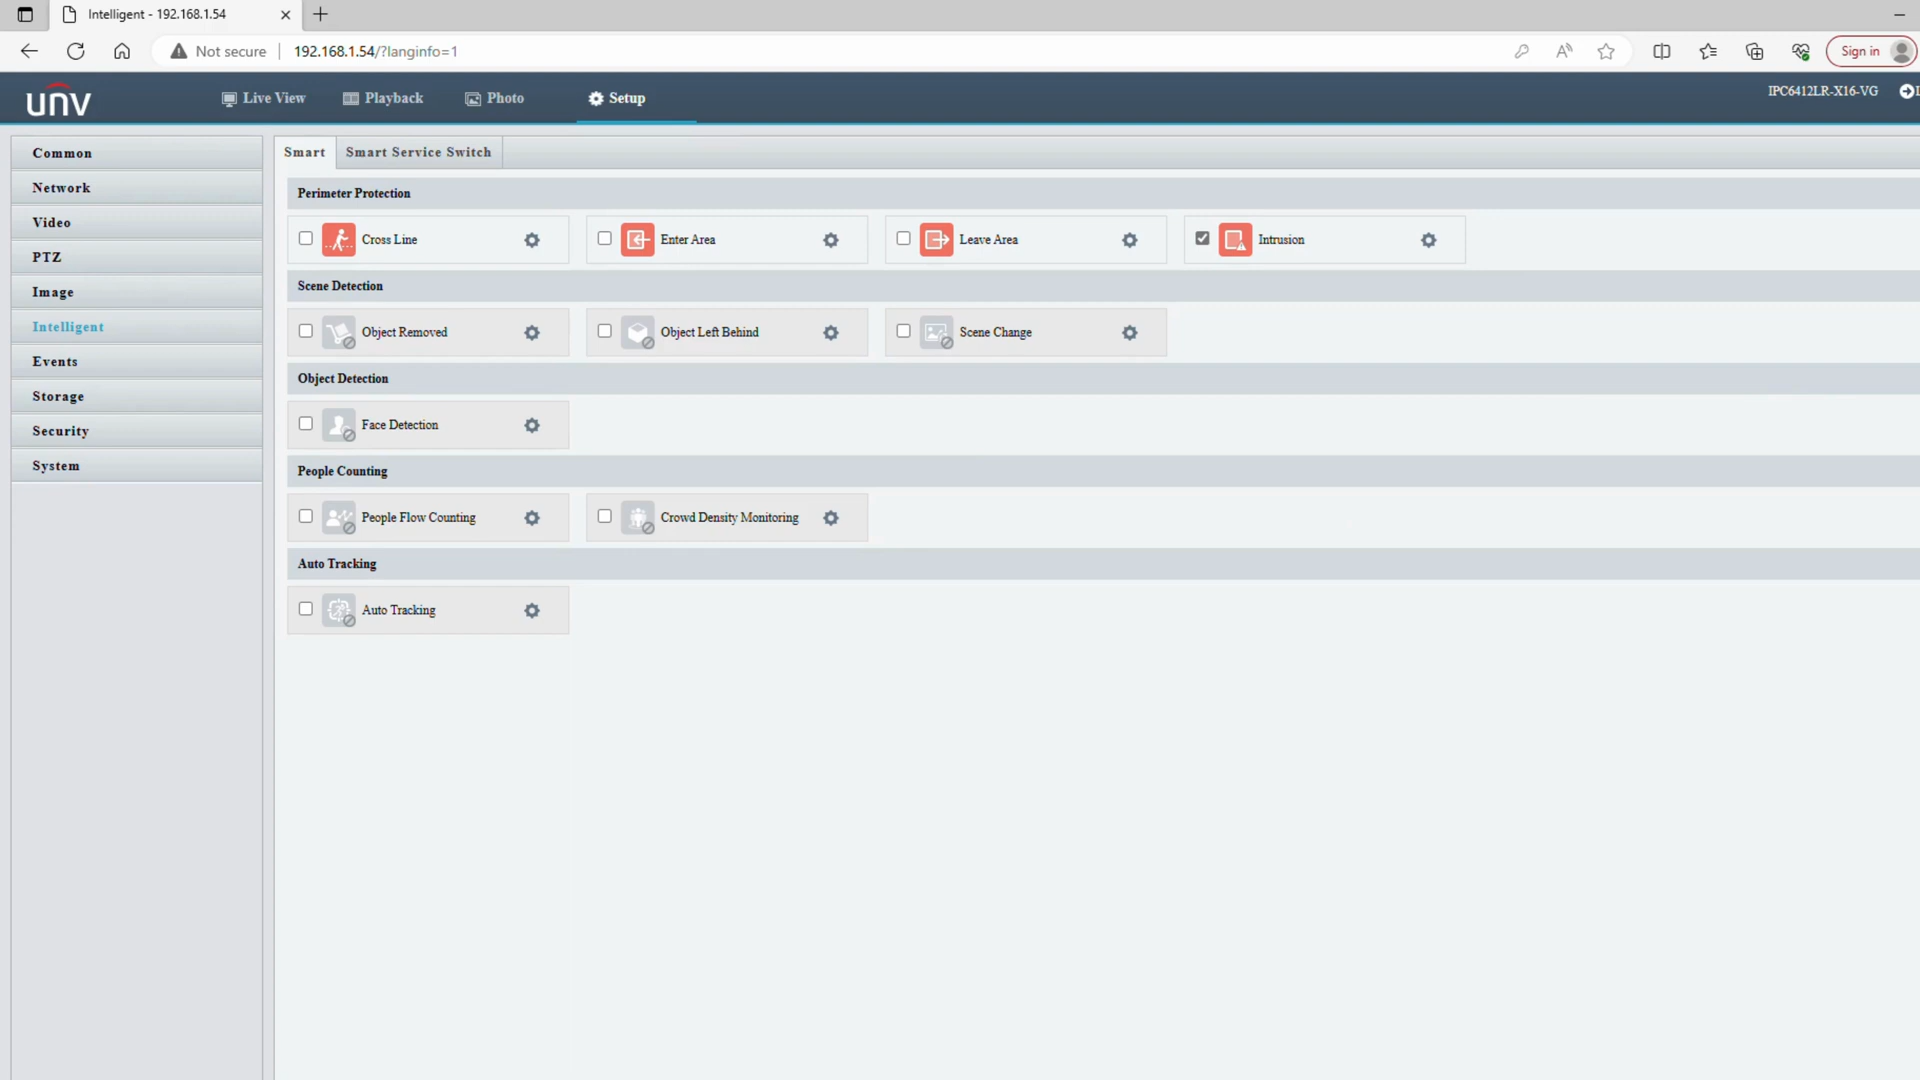 Intelligent - 192.168.1.54
Not secure 192.168.1.54/?langinfo=1 Sign in
unv Live View Playback Photo Setup IPC6412LR-X16-VG
Common
Network
Video
PTZ
Image
Intelligent
Events
Storage
Security
System
Smart Smart Service Switch
Perimeter Protection
Cross Line Enter Area Leave Area Intrusion
Scene Detection
Object Removed Object Left Behind Scene Change
Object Detection
Face Detection
People Counting
People Flow Counting Crowd Density Monitoring
Auto Tracking
Auto Tracking